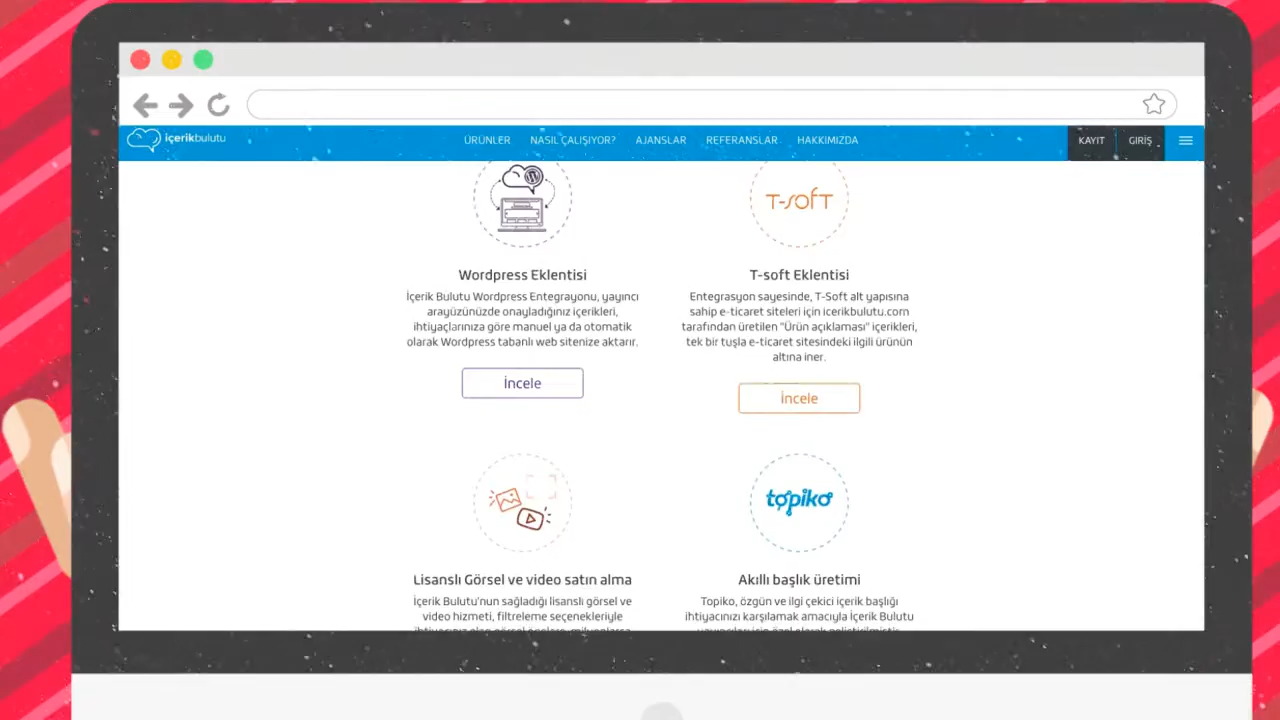 içerikbulutu
ÜRÜNLER NASIL ÇALIŞIYOR? AJANSLAR REFERANSLAR HAKKIMIZDA
KAYIT GİRİŞ
Wordpress Eklentisi
İçerik Bulutu Wordpress Entegrayonu, yayıncı
arayüzünüzde onayladığınız içerikleri,
ihtiyaçlarınıza göre manuel ya da otomatik
olarak Wordpress tabanlı web sitenize aktarır.
İncele
T-SOFT
T-soft Eklentisi
Entegrasyon sayesinde, T-Soft alt yapısına
sahip e-ticaret siteleri için icerikbulutu.com
tarafından üretilen "Ürün açıklaması" içerikleri,
tek bir tuşla e-ticaret sitesindeki ilgili ürünün
altına iner.
İncele
Lisanslı Görsel ve video satın alma
İçerik Bulutu'nun sağladığı lisanslı görsel ve
video hizmeti, filtreleme seçenekleriyle
topiko
Akıllı başlık üretimi
Topiko, özgün ve ilgi çekici içerik başlığı
ihtiyacınızı karşılamak amacıyla İçerik Bulutu